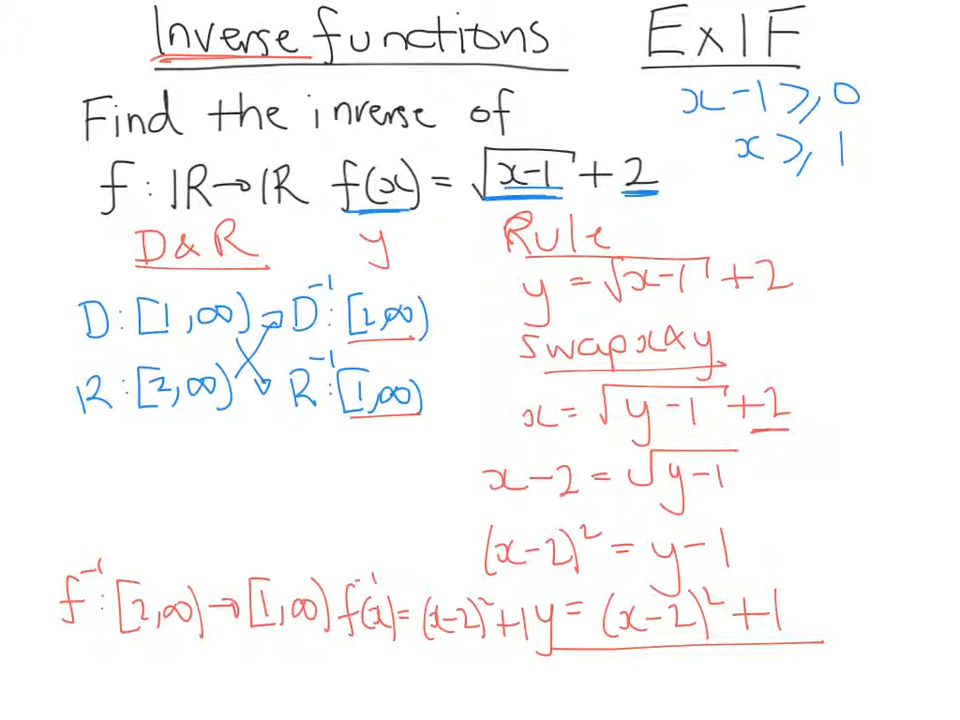 Inverse functions Ex 1F
x-1 ≥ 0
Find the inverse of
x ≥ 1
f : IR→IR f(x) = √(x-1) + 2
D & R y Rule
y = √(x-1) + 2
D : [1,∞) → D⁻¹ : [2,∞)
Swap x & y
R : [2,∞) → R⁻¹ : [1,∞)
x = √(y-1) + 2
x-2 = √(y-1)
(x-2)² = y-1
f⁻¹ : [2,∞) → [1,∞) f⁻¹(x) = (x-2)² + 1 y = (x-2)² + 1